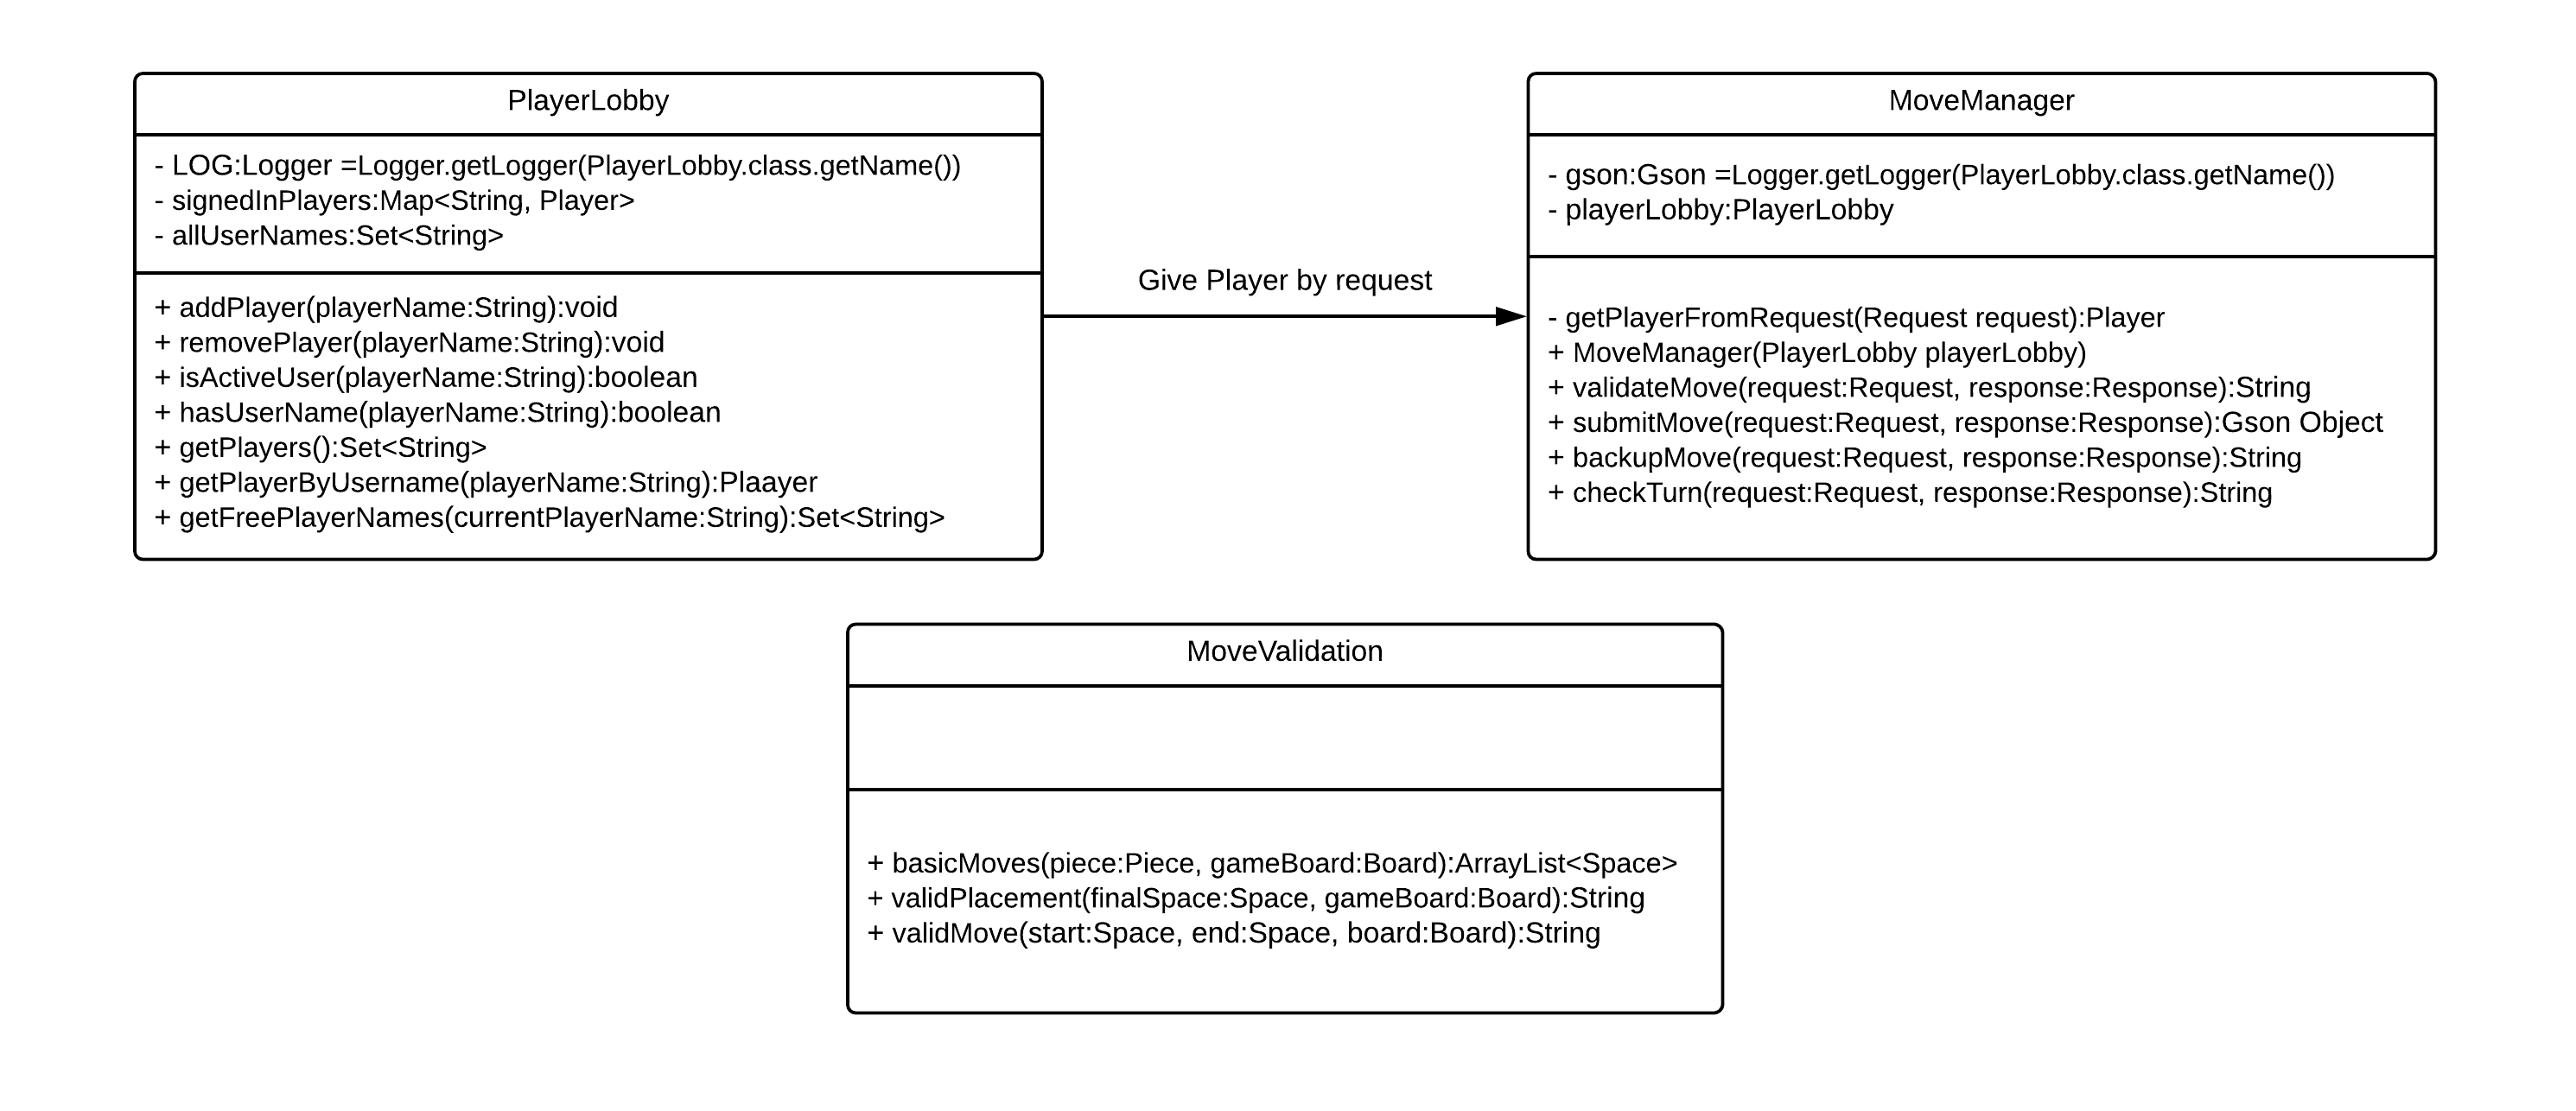 PlayerLobby
- LOG:Logger =Logger.getLogger(PlayerLobby.class.getName())
- signedInPlayers:Map<String, Player>
- allUserNames:Set<String>
+ addPlayer(playerName:String):void
+ removePlayer(playerName:String):void
+ isActiveUser(playerName:String):boolean
+ hasUserName(playerName:String):boolean
+ getPlayers():Set<String>
+ getPlayerByUsername(playerName:String):Plaayer
+ getFreePlayerNames(currentPlayerName:String):Set<String>
Give Player by request
MoveManager
- gson:Gson =Logger.getLogger(PlayerLobby.class.getName())
- playerLobby:PlayerLobby
- getPlayerFromRequest(Request request):Player
+ MoveManager(PlayerLobby playerLobby)
+ validateMove(request:Request, response:Response):String
+ submitMove(request:Request, response:Response):Gson Object
+ backupMove(request:Request, response:Response):String
+ checkTurn(request:Request, response:Response):String
MoveValidation
+ basicMoves(piece:Piece, gameBoard:Board):ArrayList<Space>
+ validPlacement(finalSpace:Space, gameBoard:Board):String
+ validMove(start:Space, end:Space, board:Board):String